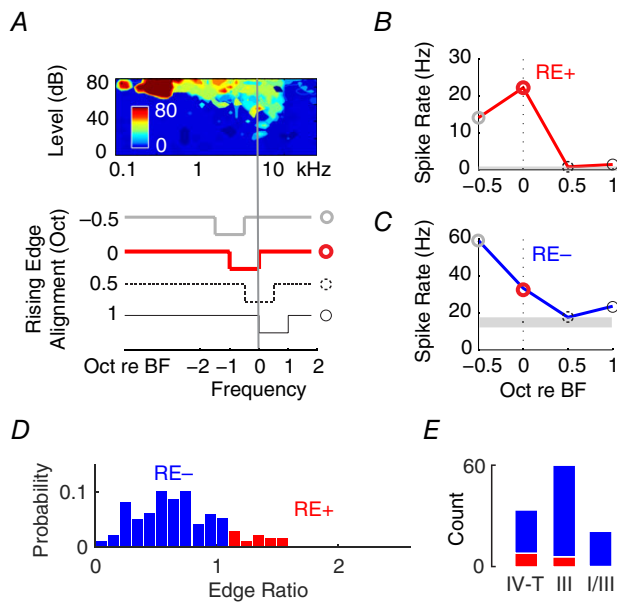 A
Level (dB)
80
40
0
80
0
0.1
1
10
kHz
Rising Edge
Alignment (Oct)
−0.5
0
0.5
1
Oct re BF
-2
-1
0
1
2
Frequency
B
Spike Rate (Hz)
30
20
10
0
RE+
−0.5
0
0.5
1
C
Spike Rate (Hz)
60
40
20
0
RE−
−0.5
0
0.5
1
Oct re BF
D
Probability
0.1
0
RE−
RE+
0
1
2
Edge Ratio
E
Count
60
0
IV-T
III
I/III